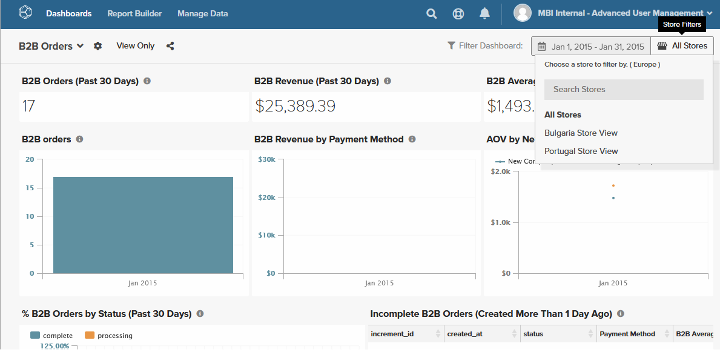 Dashboards Report Builder Manage Data MBI Internal - Advanced User Management
Store Filters
B2B Orders View Only Filter Dashboard: Jan 1, 2015 - Jan 31, 2015 All Stores
Choose a store to filter by. ( Europe )
Search Stores
All Stores
Bulgaria Store View
Portugal Store View
B2B Orders (Past 30 Days) B2B Revenue (Past 30 Days) B2B Averag
17 $25,389.39 $1,493.
B2B orders B2B Revenue by Payment Method AOV by Ne
New Com
20
15
10
5
0
Jan 2015
$30k
$20k
$10k
$0
Jan 2015
$2.0k
$1.0k
$0
Jan 2015
% B2B Orders by Status (Past 30 Days) Incomplete B2B Orders (Created More Than 1 Day Ago)
complete processing
125.00%
increment_id created_at status Payment Method B2B Averag